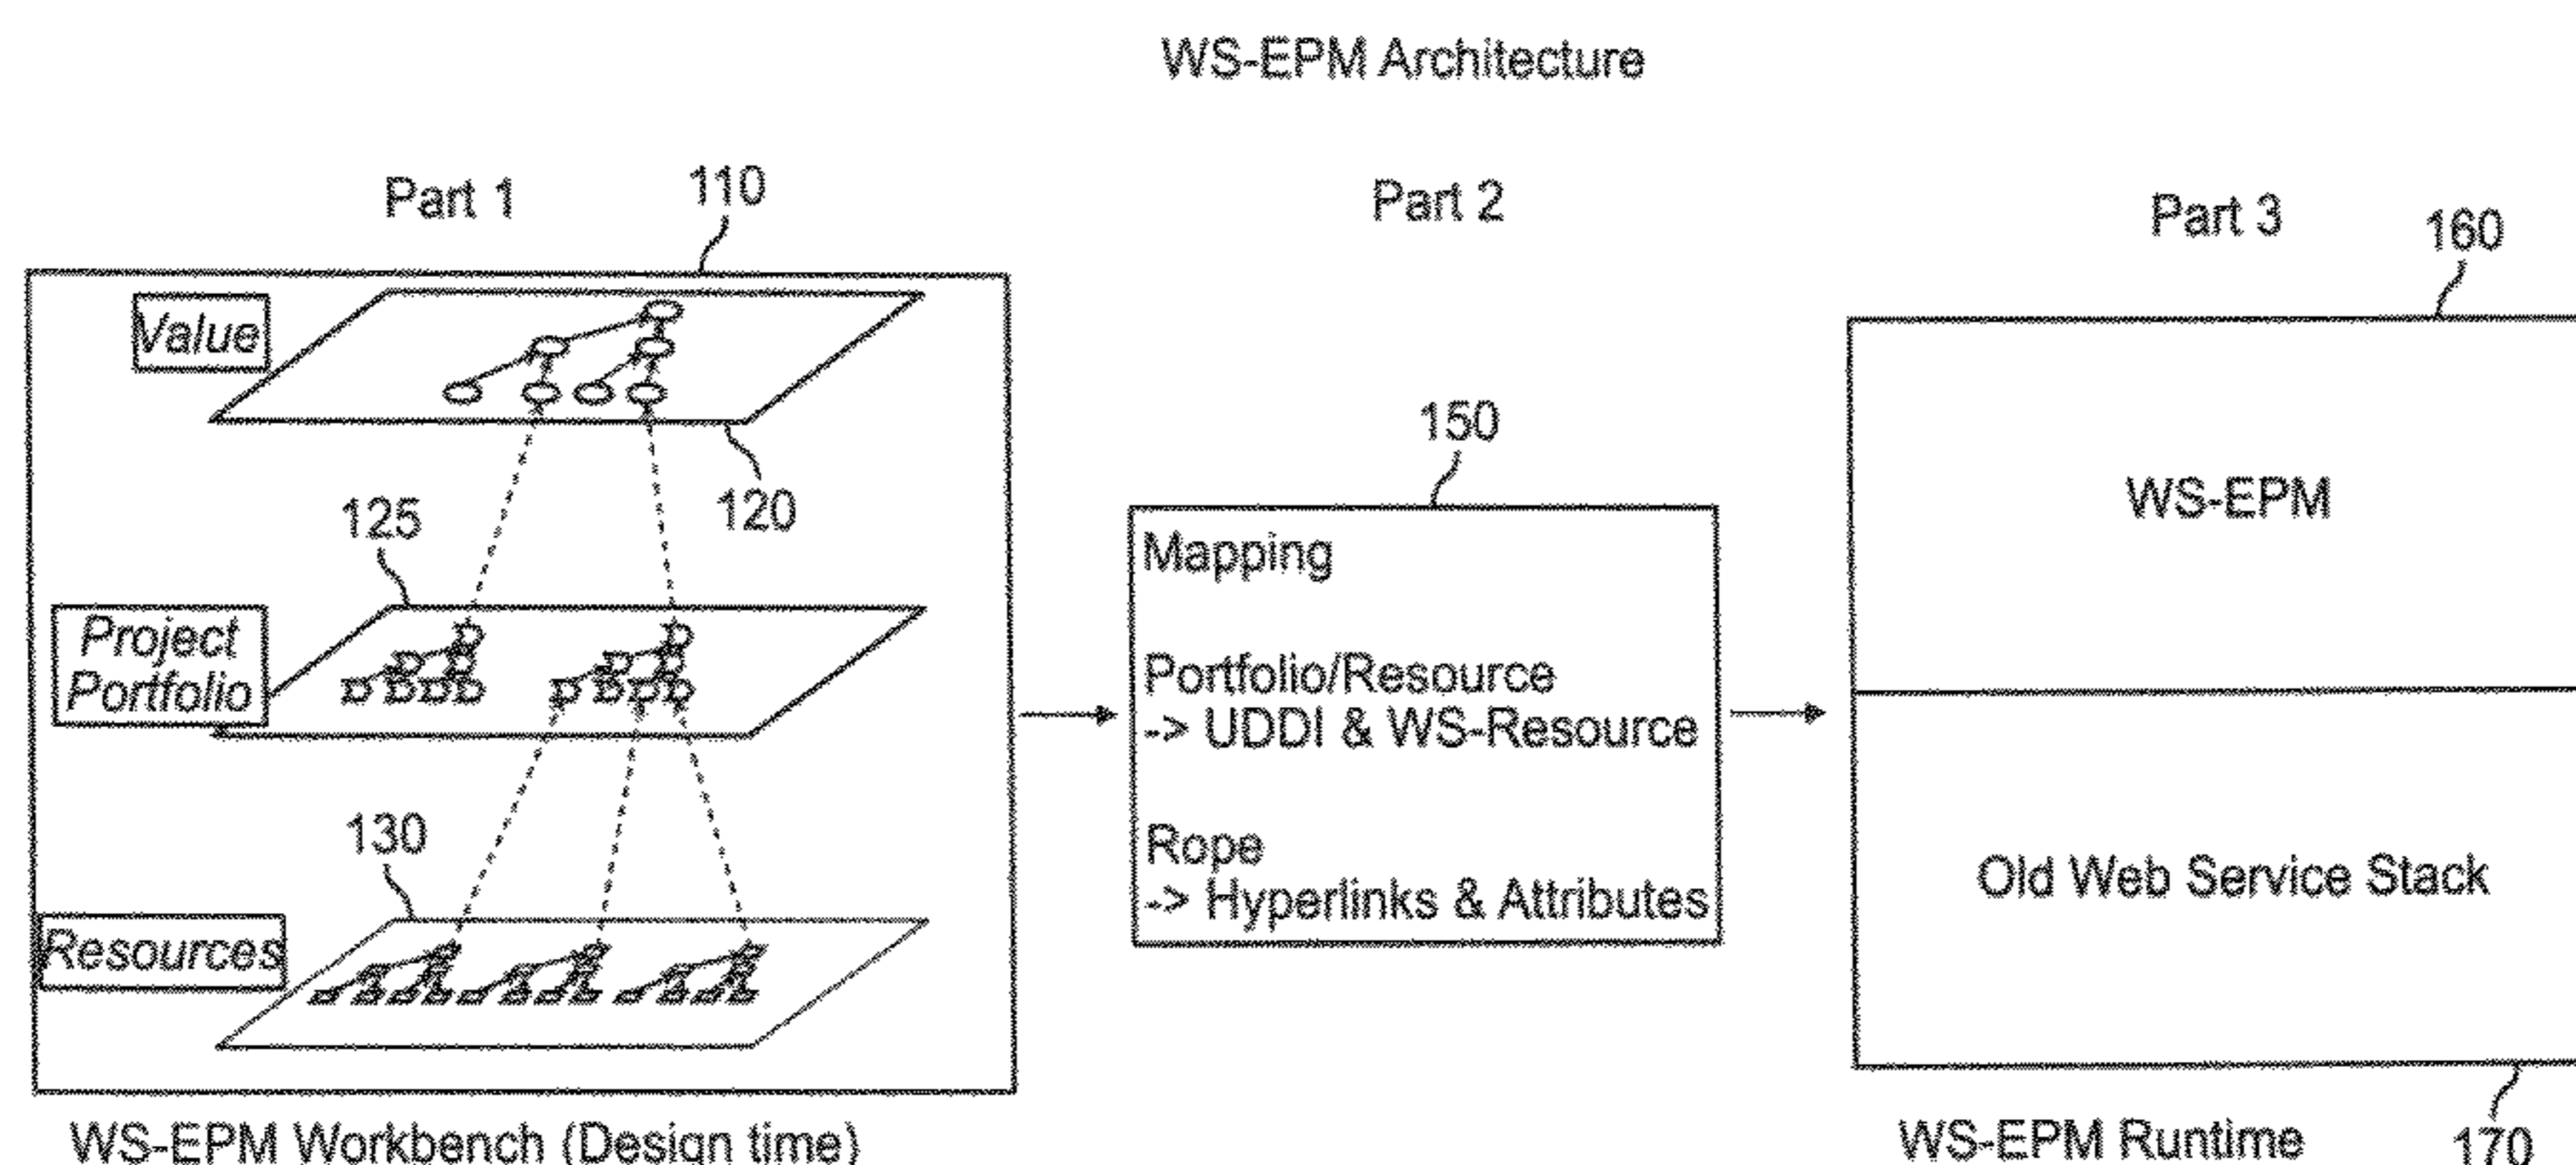 WS-EPM Architecture
Part 1
110
Part 2
Part 3
160
Value
120
125
Project
Portfolio
130
Resources
150
Mapping
Portfolio/Resource
-> UDDI & WS-Resource
Rope
-> Hyperlinks & Attributes
WS-EPM
Old Web Service Stack
WS-EPM Workbench (Design time)
WS-EPM Runtime
170